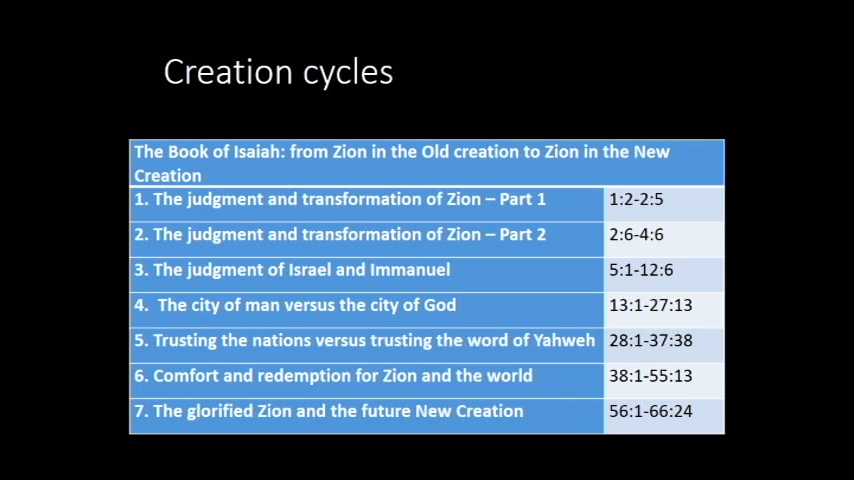 Creation cycles
The Book of Isaiah: from Zion in the Old creation to Zion in the New
Creation
1. The judgment and transformation of Zion – Part 1 1:2-2:5
2. The judgment and transformation of Zion – Part 2 2:6-4:6
3. The judgment of Israel and Immanuel 5:1-12:6
4. The city of man versus the city of God 13:1-27:13
5. Trusting the nations versus trusting the word of Yahweh 28:1-37:38
6. Comfort and redemption for Zion and the world 38:1-55:13
7. The glorified Zion and the future New Creation 56:1-66:24